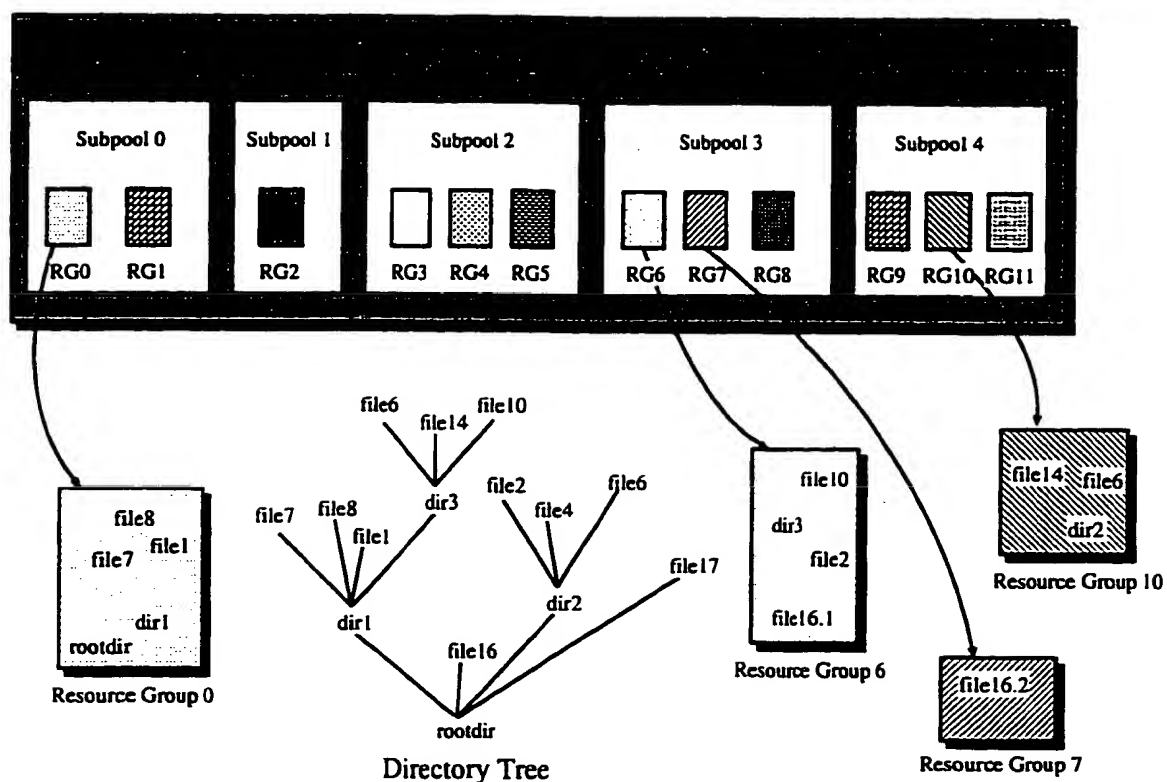 Subpool 0
Subpool 1
Subpool 2
Subpool 3
Subpool 4
RG0
RG1
RG2
RG3
RG4
RG5
RG6
RG7
RG8
RG9
RG10
RG11
file8
file7
file1
dir1
rootdir
Resource Group 0
file6
file14
file10
dir3
file7
file8
file1
dir1
file2
file4
file6
dir2
file17
file16
rootdir
Directory Tree
file10
dir3
file2
file16.1
Resource Group 6
file14
file6
dir2
Resource Group 10
file16.2
Resource Group 7